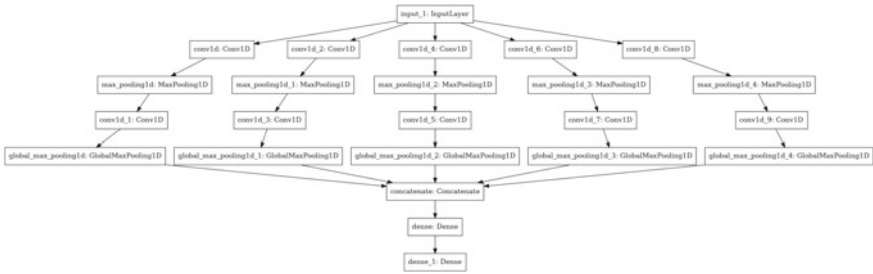 input_1: InputLayer
conv1d: Conv1D
conv1d_2: Conv1D
conv1d_4: Conv1D
conv1d_6: Conv1D
conv1d_8: Conv1D
max_pooling1d: MaxPooling1D
max_pooling1d_1: MaxPooling1D
max_pooling1d_2: MaxPooling1D
max_pooling1d_3: MaxPooling1D
max_pooling1d_4: MaxPooling1D
conv1d_1: Conv1D
conv1d_3: Conv1D
conv1d_5: Conv1D
conv1d_7: Conv1D
conv1d_9: Conv1D
global_max_pooling1d: GlobalMaxPooling1D
global_max_pooling1d_1: GlobalMaxPooling1D
global_max_pooling1d_2: GlobalMaxPooling1D
global_max_pooling1d_3: GlobalMaxPooling1D
global_max_pooling1d_4: GlobalMaxPooling1D
concatenate: Concatenate
dense: Dense
dense_1: Dense